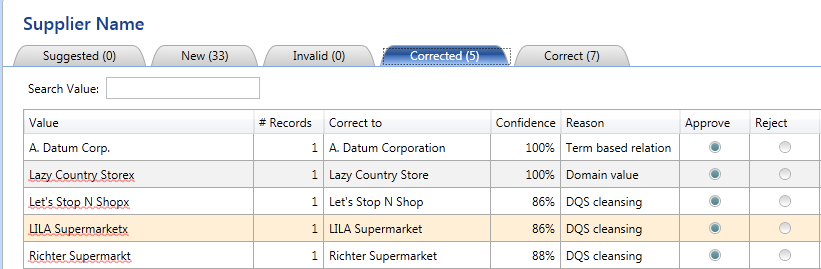 Supplier Name
Suggested (0) New (33) Invalid (0) Corrected (5) Correct (7)
Search Value:
Value # Records Correct to Confidence Reason Approve Reject
A. Datum Corp. 1 A. Datum Corporation 100% Term based relation
Lazy Country Storex 1 Lazy Country Store 100% Domain value
Let's Stop N Shopx 1 Let's Stop N Shop 86% DQS cleansing
LILA Supermarketx 1 LILA Supermarket 86% DQS cleansing
Richter Supermarkt 1 Richter Supermarket 88% DQS cleansing